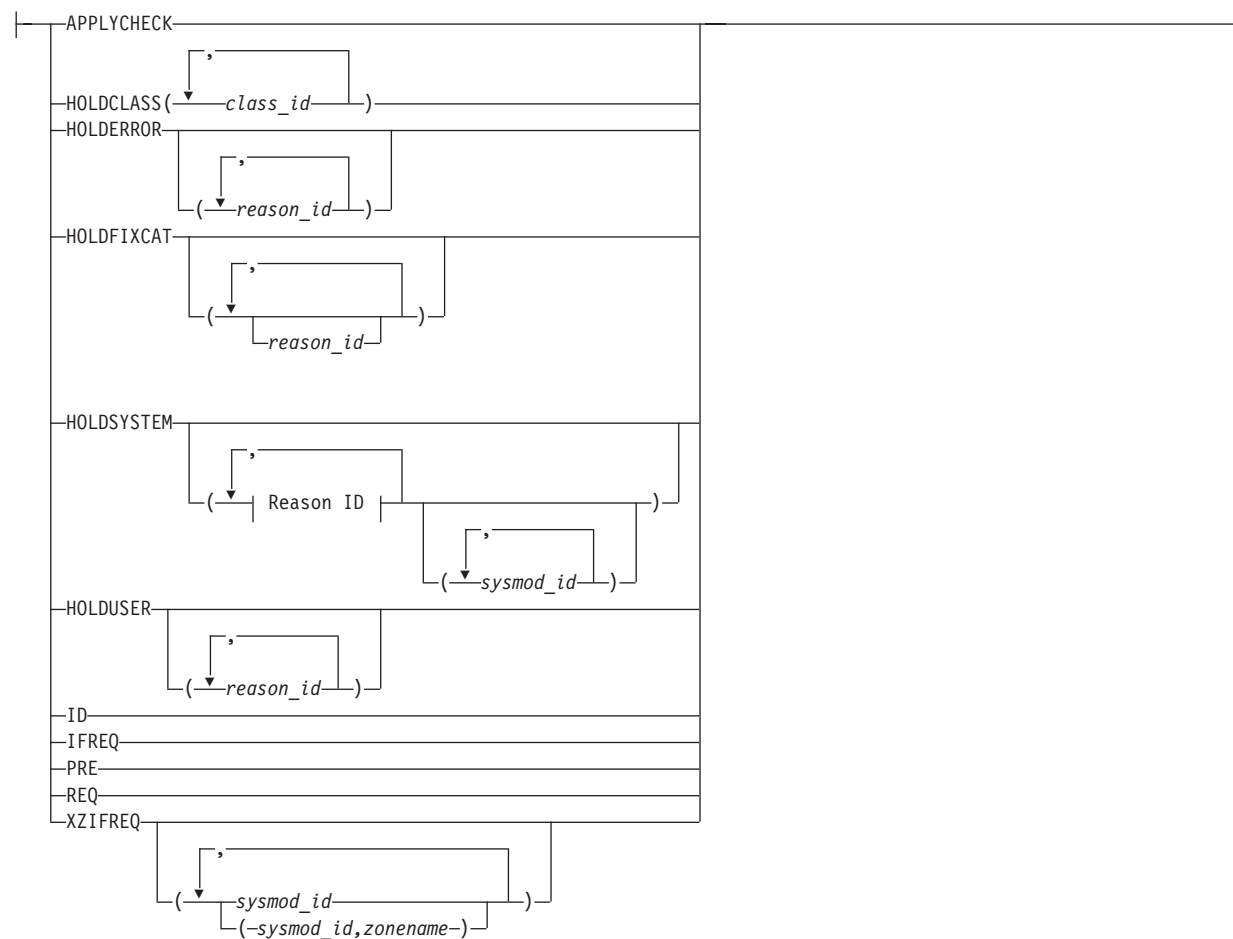 APPLYCHECK
,
HOLDCLASS( class_id )
HOLDERROR
,
( reason_id )
HOLDFIXCAT
,
( )
reason_id
HOLDSYSTEM
,
( Reason ID )
,
( sysmod_id )
HOLDUSER
,
( reason_id )
ID
IFREQ
PRE
REQ
XZIFREQ
,
( sysmod_id )
( sysmod_id,zonename )